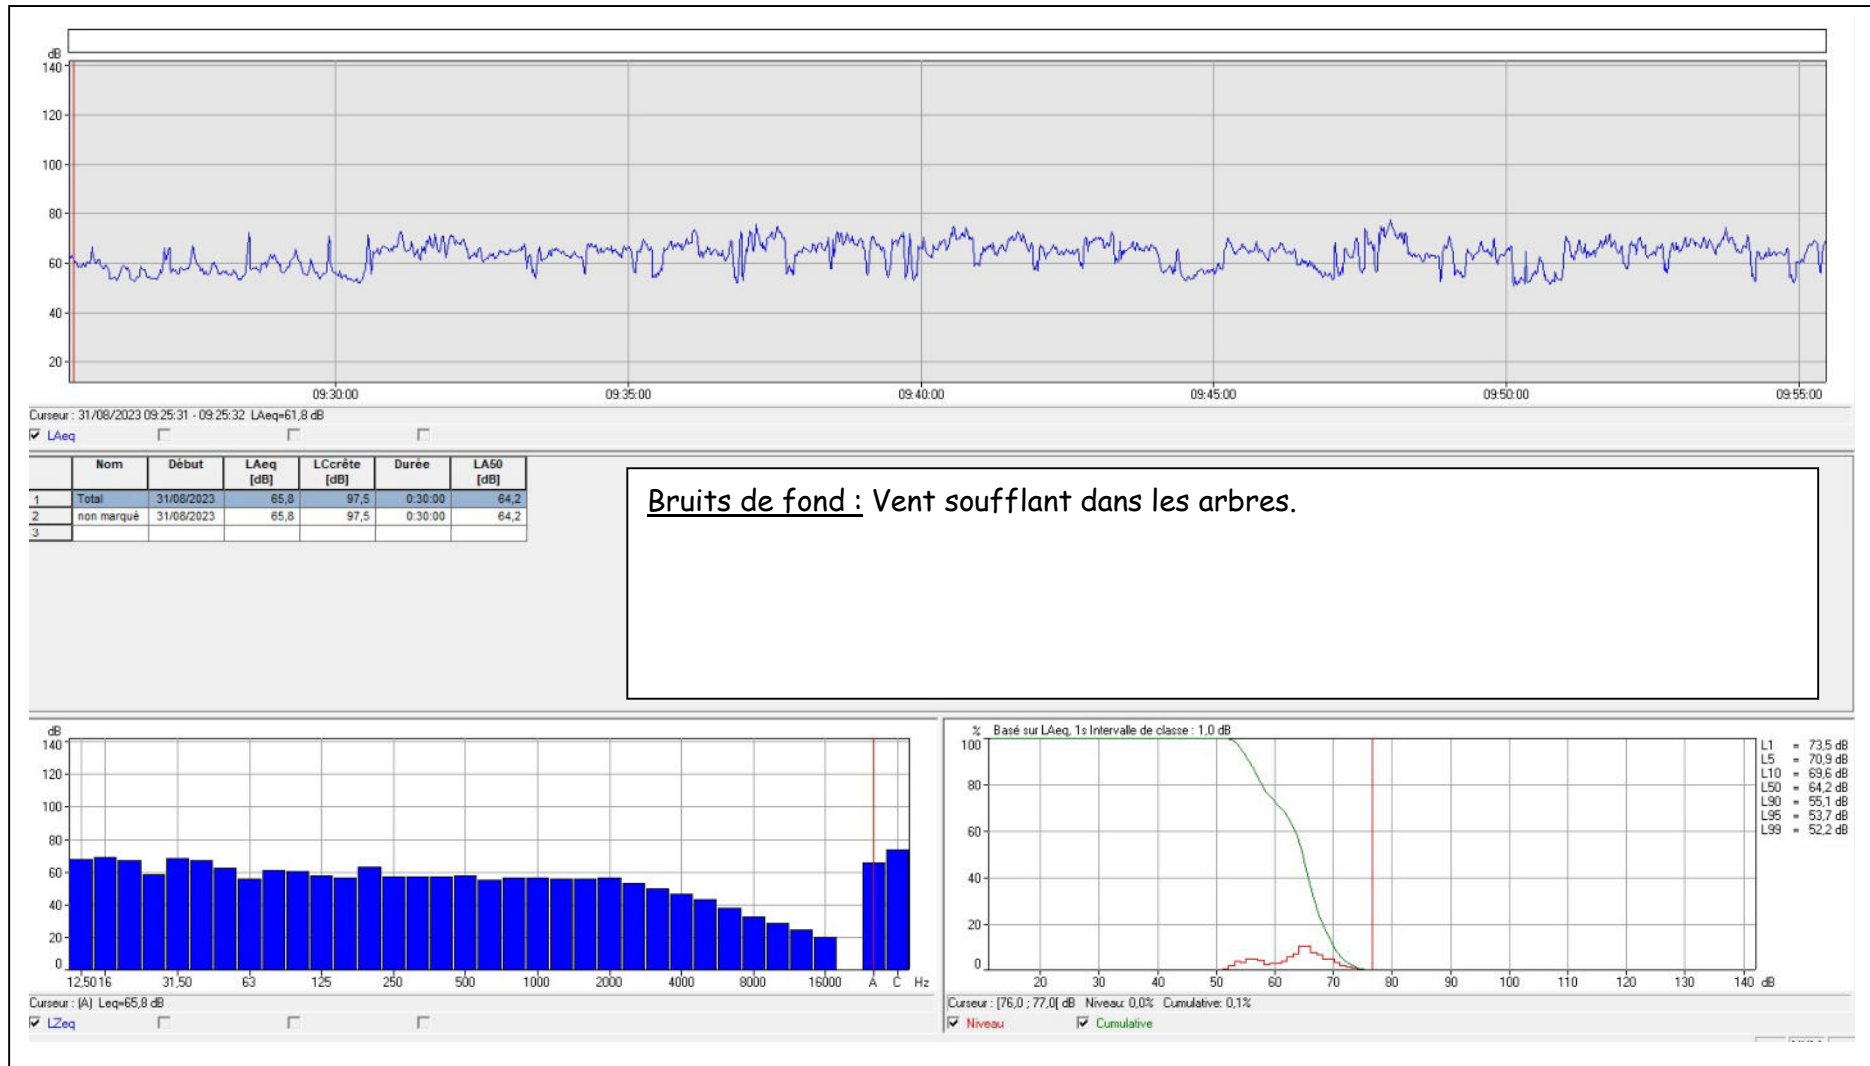 dB
140
120
100
80
60
40
20
09:30:00 09:35:00 09:40:00 09:45:00 09:50:00 09:55:00
Curseur : 31/08/2023 09:25:31 - 09:25:32 LAeq=61,8 dB
LAeq
Nom Début LAeq [dB] LCcrête [dB] Durée LA50 [dB]
1 Total 31/08/2023 65,8 97,5 0:30:00 64,2
2 non marqué 31/08/2023 65,8 97,5 0:30:00 64,2
3
Bruits de fond : Vent soufflant dans les arbres.
dB
140
120
100
80
60
40
20
0
12,50 16 31,50 63 125 250 500 1000 2000 4000 8000 16000 A C Hz
Curseur : (A) Leq=65,8 dB
LZeq
% Basé sur LAeq, 1s Intervalle de classe : 1,0 dB
100
80
60
40
20
0
20 30 40 50 60 70 80 90 100 110 120 130 140 dB
L1 = 73,5 dB
L5 = 70,9 dB
L10 = 69,6 dB
L50 = 64,2 dB
L90 = 55,1 dB
L95 = 53,7 dB
L99 = 52,2 dB
Curseur : [76,0 ; 77,0[ dB Niveau: 0,0% Cumulative: 0,1%
Niveau Cumulative